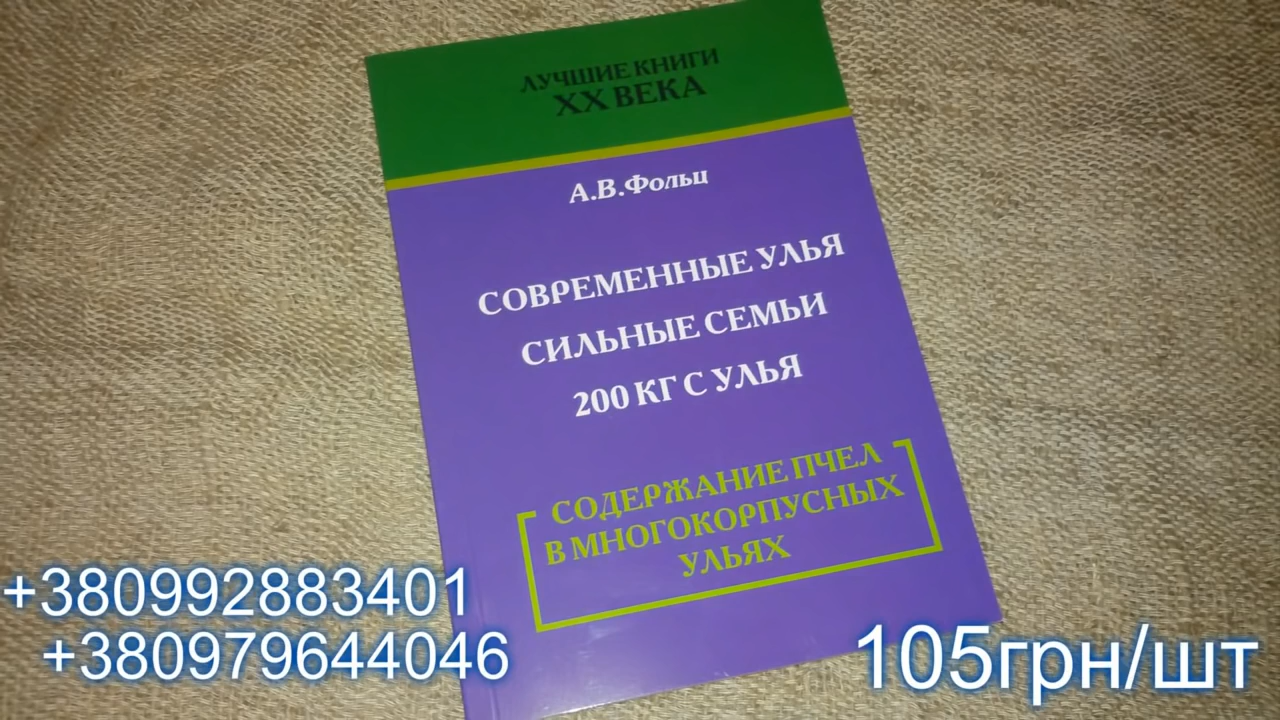 ЛУЧШИЕ КНИГИ
XX ВЕКА
А.В.Фольц
СОВРЕМЕННЫЕ УЛЬЯ
СИЛЬНЫЕ СЕМЬИ
200 КГ С УЛЬЯ
СОДЕРЖАНИЕ ПЧЕЛ
В МНОГОКОРПУСНЫХ
УЛЬЯХ
+380992883401
+380979644046
105грн/шт